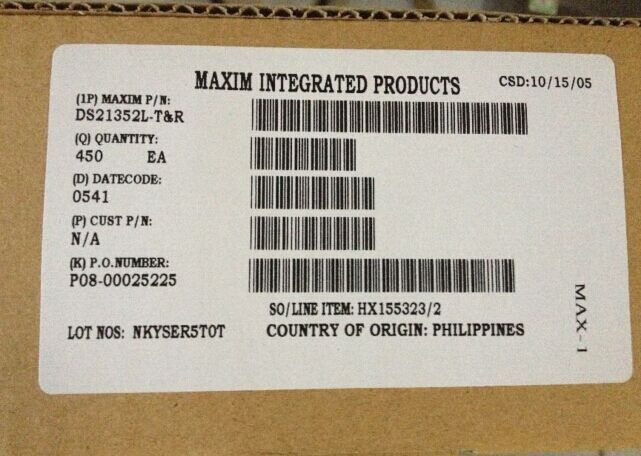 MAXIM INTEGRATED PRODUCTS CSD:10/15/05
(1P) MAXIM P/N:
DS21352L-T&R
(Q) QUANTITY:
450 EA
(D) DATECODE:
0541
(P) CUST P/N:
N/A
(K) P.O.NUMBER:
P08-00025225
SO/LINE ITEM: HX155323/2
LOT NOS: NKYSER5TOT COUNTRY OF ORIGIN: PHILIPPINES
MAX-1